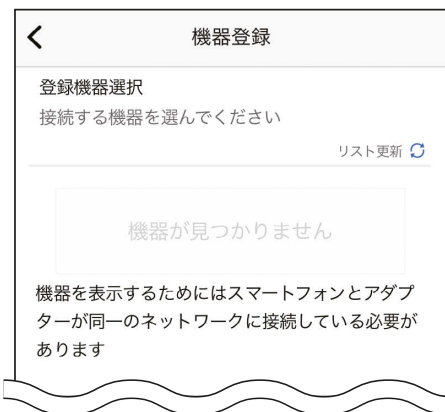 機器登録
登録機器選択
接続する機器を選んでください
リスト更新
機器が見つかりません
機器を表示するためにはスマートフォンとアダプ
ターが同一のネットワークに接続している必要が
あります